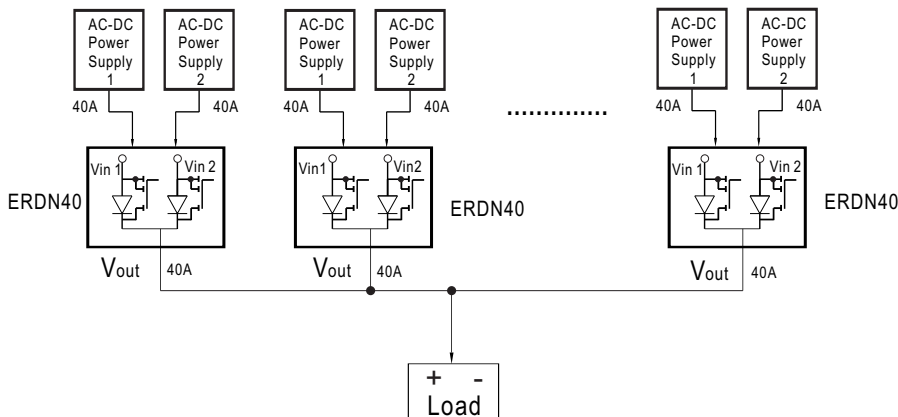 AC-DC
Power
Supply
1
AC-DC
Power
Supply
2
AC-DC
Power
Supply
1
AC-DC
Power
Supply
2
AC-DC
Power
Supply
1
AC-DC
Power
Supply
2
40A
40A
40A
40A
40A
40A
Vin 1
Vin 2
Vin1
Vin2
Vin 1
Vin 2
ERDN40
ERDN40
ERDN40
Vout
40A
Vout
40A
Vout
40A
+ -
Load